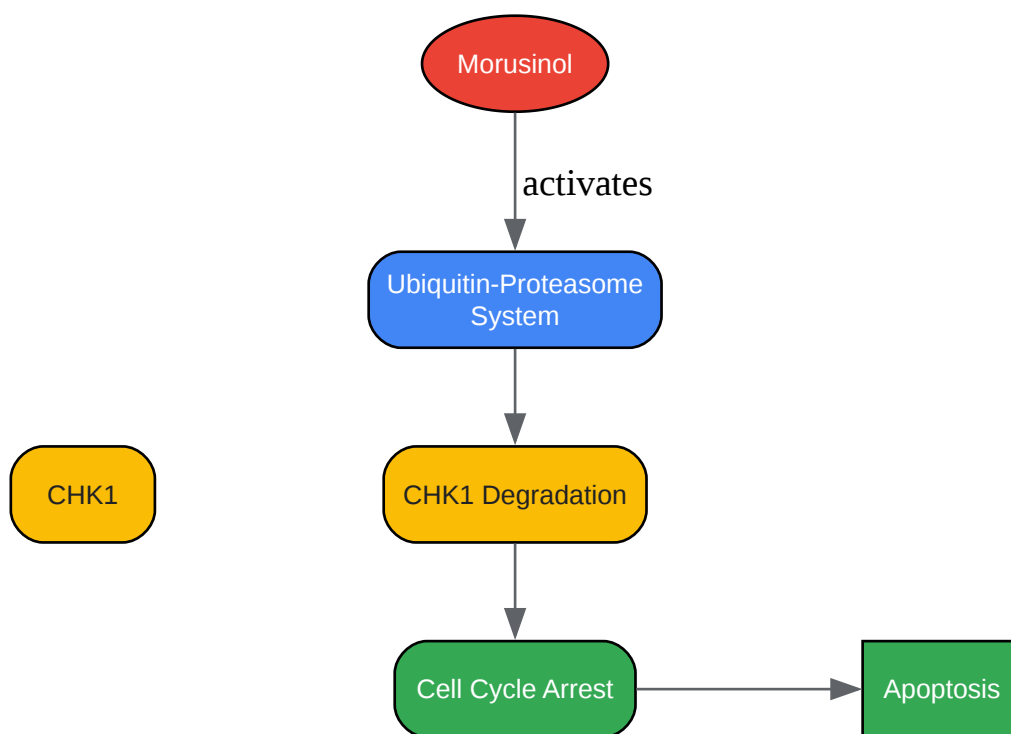 Morusinol
activates
Ubiquitin-Proteasome
System
CHK1
CHK1 Degradation
Cell Cycle Arrest
Apoptosis